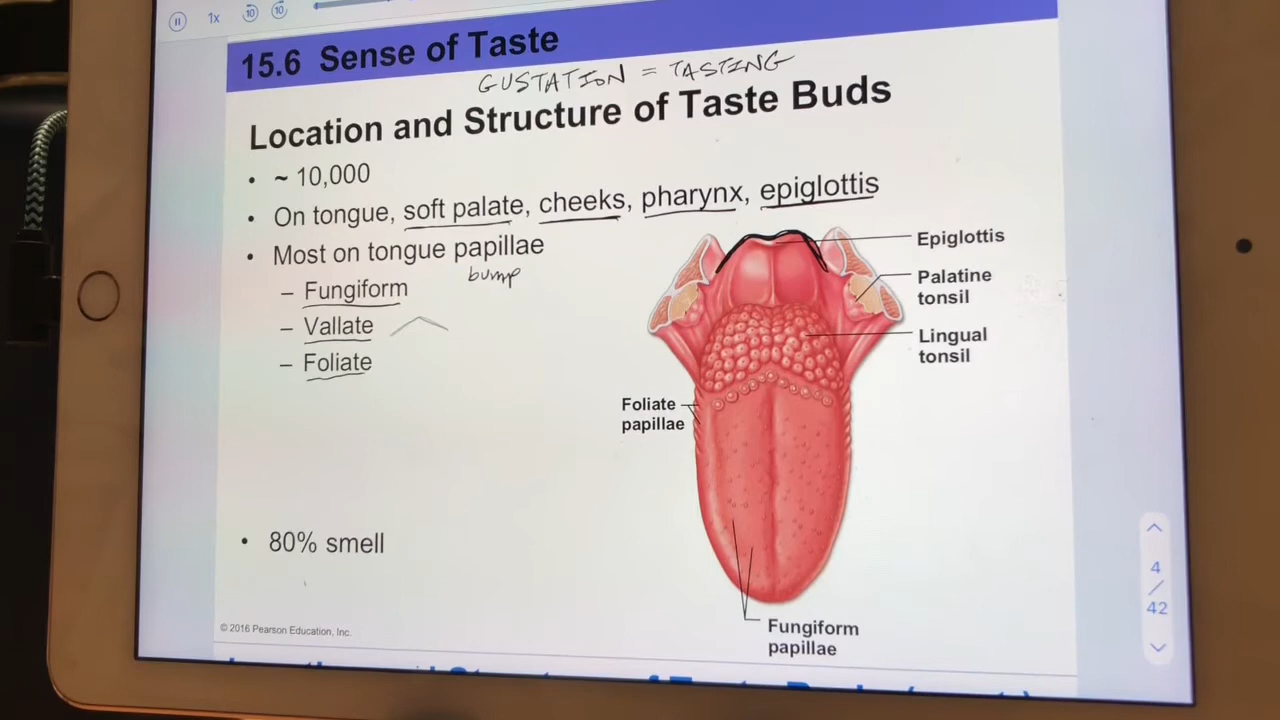 1x
10
10
15.6 Sense of Taste
GUSTATION = TASTING
Location and Structure of Taste Buds
• ~ 10,000
• On tongue, soft palate, cheeks, pharynx, epiglottis
• Most on tongue papillae
bump
– Fungiform
– Vallate
– Foliate
• 80% smell
Epiglottis
Palatine
tonsil
Lingual
tonsil
Foliate
papillae
Fungiform
papillae
© 2016 Pearson Education, Inc.
4
/
42